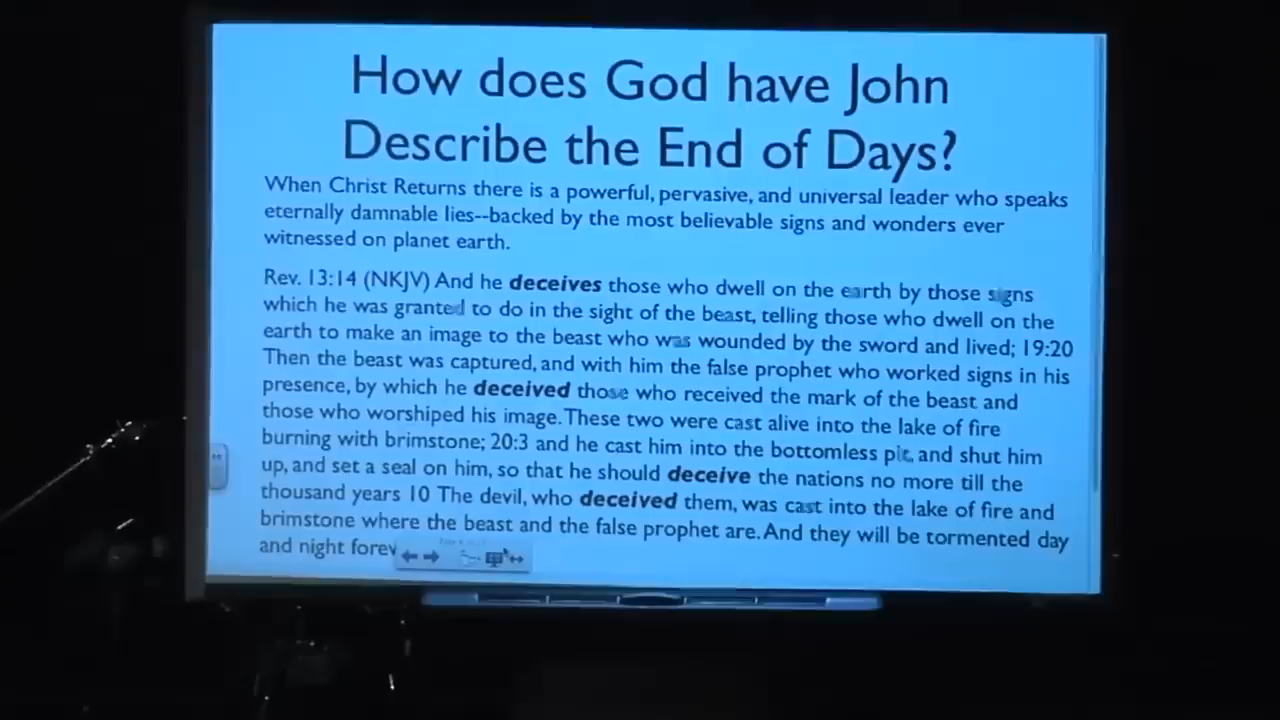 How does God have John
Describe the End of Days?
When Christ Returns there is a powerful, pervasive, and universal leader who speaks
eternally damnable lies--backed by the most believable signs and wonders ever
witnessed on planet earth.
Rev. 13:14 (NKJV) And he deceives those who dwell on the earth by those signs
which he was granted to do in the sight of the beast, telling those who dwell on the
earth to make an image to the beast who was wounded by the sword and lived; 19:20
Then the beast was captured, and with him the false prophet who worked signs in his
presence, by which he deceived those who received the mark of the beast and
those who worshiped his image. These two were cast alive into the lake of fire
burning with brimstone; 20:3 and he cast him into the bottomless pit, and shut him
up, and set a seal on him, so that he should deceive the nations no more till the
thousand years 10 The devil, who deceived them, was cast into the lake of fire and
brimstone where the beast and the false prophet are. And they will be tormented day
and night forev